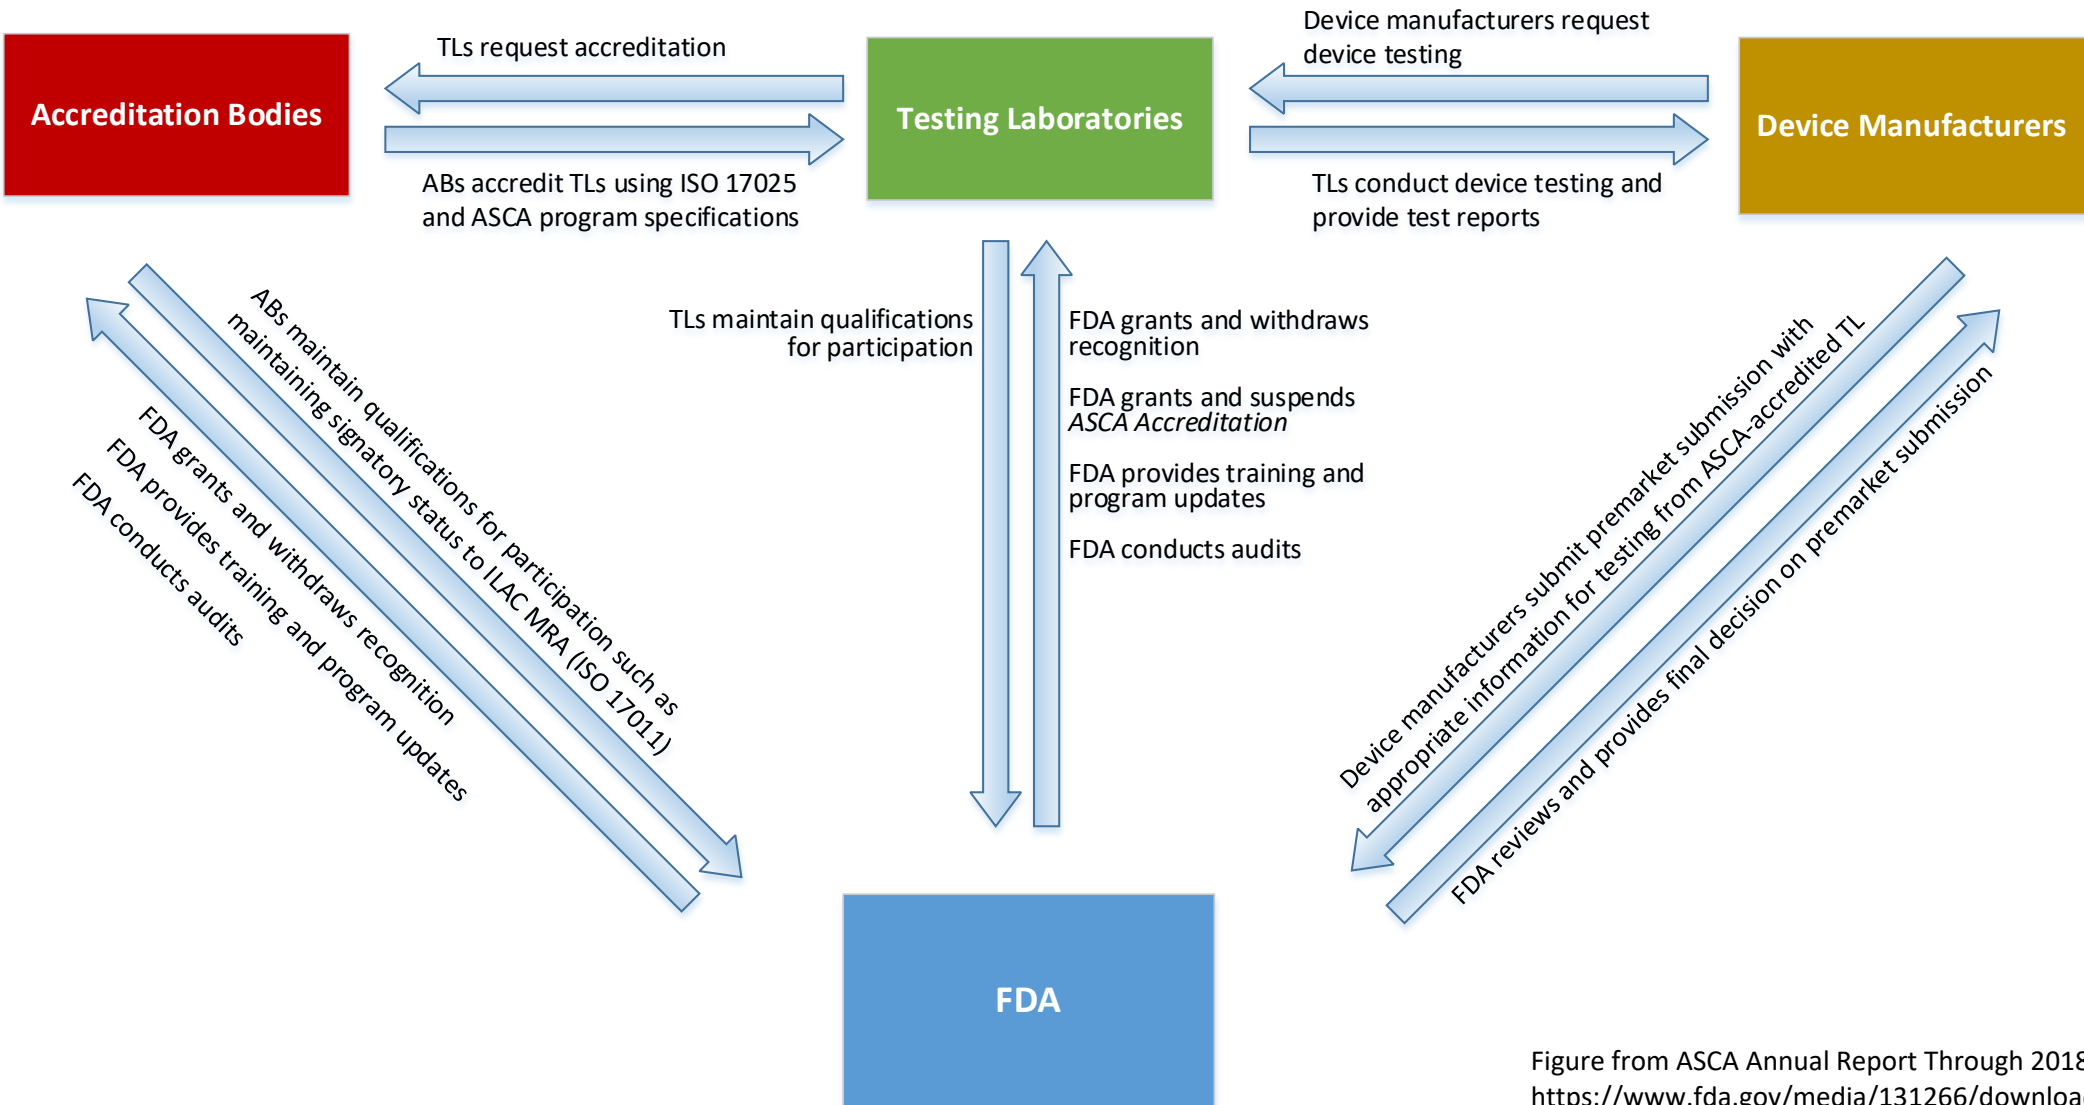 TLs request accreditation
Device manufacturers request
device testing
Accreditation Bodies
Testing Laboratories
Device Manufacturers
ABs accredit TLs using ISO 17025
and ASCA program specifications
TLs conduct device testing and
provide test reports
ABs maintain qualifications for participation such as
maintaining signatory status to ILAC MRA (ISO 17011)
FDA grants and withdraws recognition
FDA provides training and program updates
FDA conducts audits
TLs maintain qualifications
for participation
FDA grants and withdraws
recognition
FDA grants and suspends
ASCA Accreditation
FDA provides training and
program updates
FDA conducts audits
Device manufacturers submit premarket submission with
appropriate information for testing from ASCA-accredited TL
FDA reviews and provides final decision on premarket submission
FDA
Figure from ASCA Annual Report Through 2018
https://www.fda.gov/media/131266/download